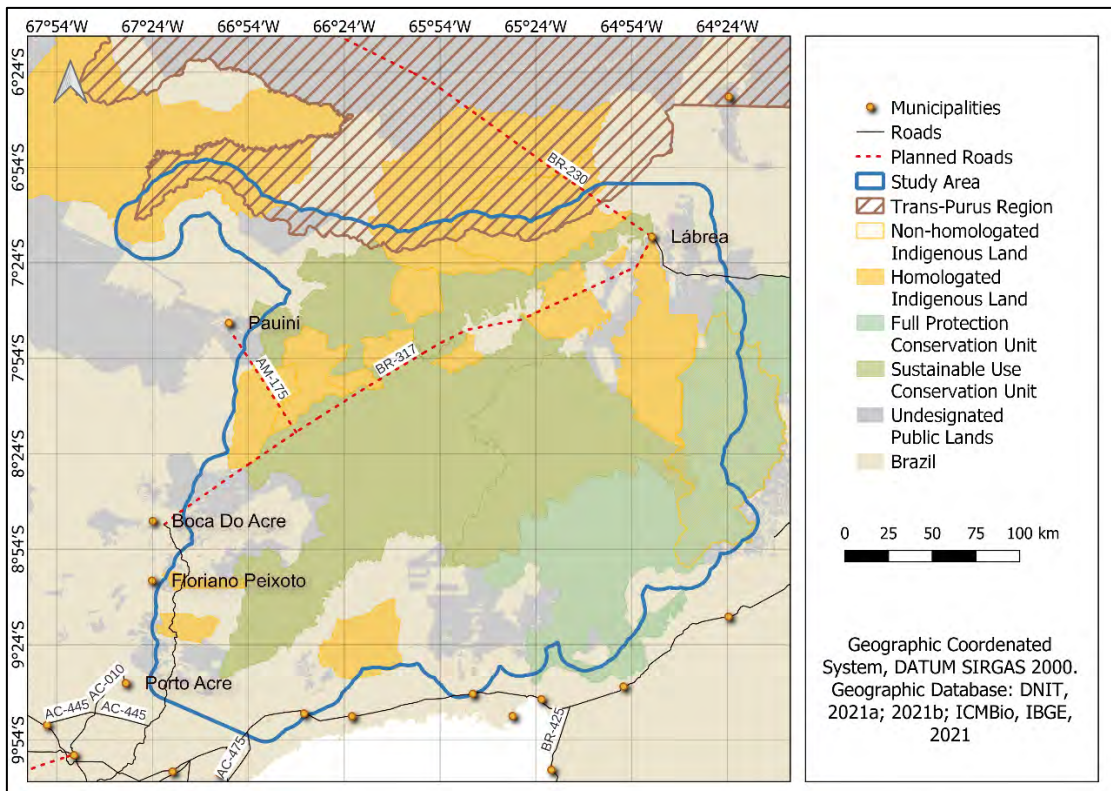 67°54'W 67°24'W 66°54'W 66°24'W 65°54'W 65°24'W 64°54'W 64°24'W
6°24'S
6°54'S
7°24'S
7°54'S
8°24'S
8°54'S
9°24'S
9°54'S
BR-230
Lábrea
Pauini
AM-175
BR-317
Boca Do Acre
Floriano Peixoto
Porto Acre
AC-010
AC-445
AC-445
AC-475
BR-425
Municipalities
Roads
Planned Roads
Study Area
Trans-Purus Region
Non-homologated
Indigenous Land
Homologated
Indigenous Land
Full Protection
Conservation Unit
Sustainable Use
Conservation Unit
Undesignated
Public Lands
Brazil
0 25 50 75 100 km
Geographic Coordenated
System, DATUM SIRGAS 2000.
Geographic Database: DNIT,
2021a; 2021b; ICMBio, IBGE,
2021